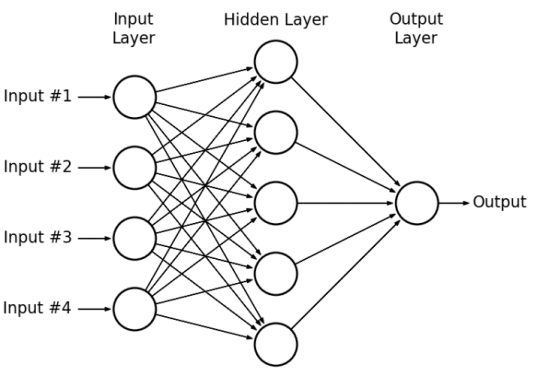 Input
Layer
Hidden Layer
Output
Layer
Input #1
Input #2
Input #3
Input #4
Output